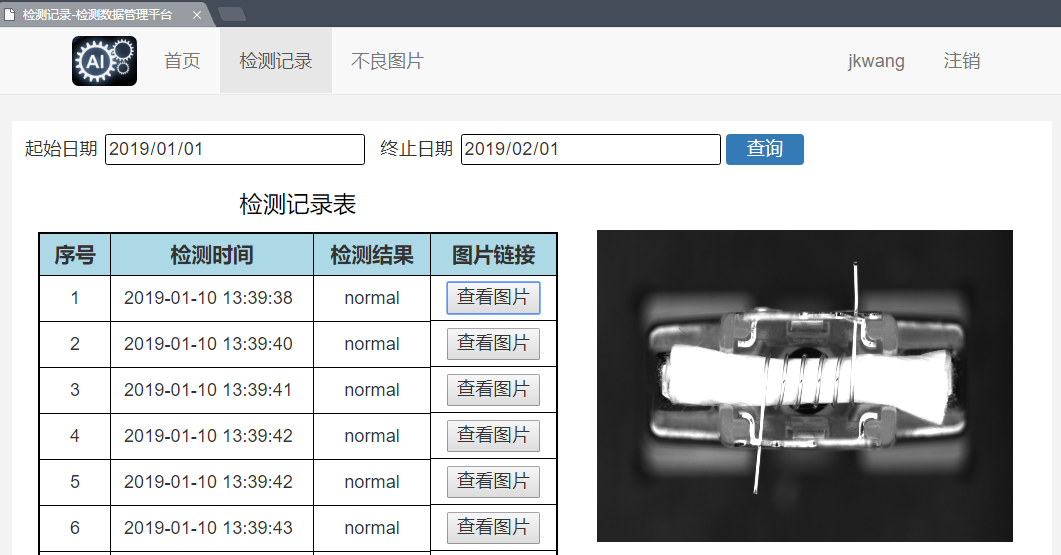 检测记录-检测数据管理平台
AI 首页 检测记录 不良图片 jkwang 注销
起始日期 2019/01/01 终止日期 2019/02/01 查询
检测记录表
序号 检测时间 检测结果 图片链接
1 2019-01-10 13:39:38 normal 查看图片
2 2019-01-10 13:39:40 normal 查看图片
3 2019-01-10 13:39:41 normal 查看图片
4 2019-01-10 13:39:42 normal 查看图片
5 2019-01-10 13:39:42 normal 查看图片
6 2019-01-10 13:39:43 normal 查看图片